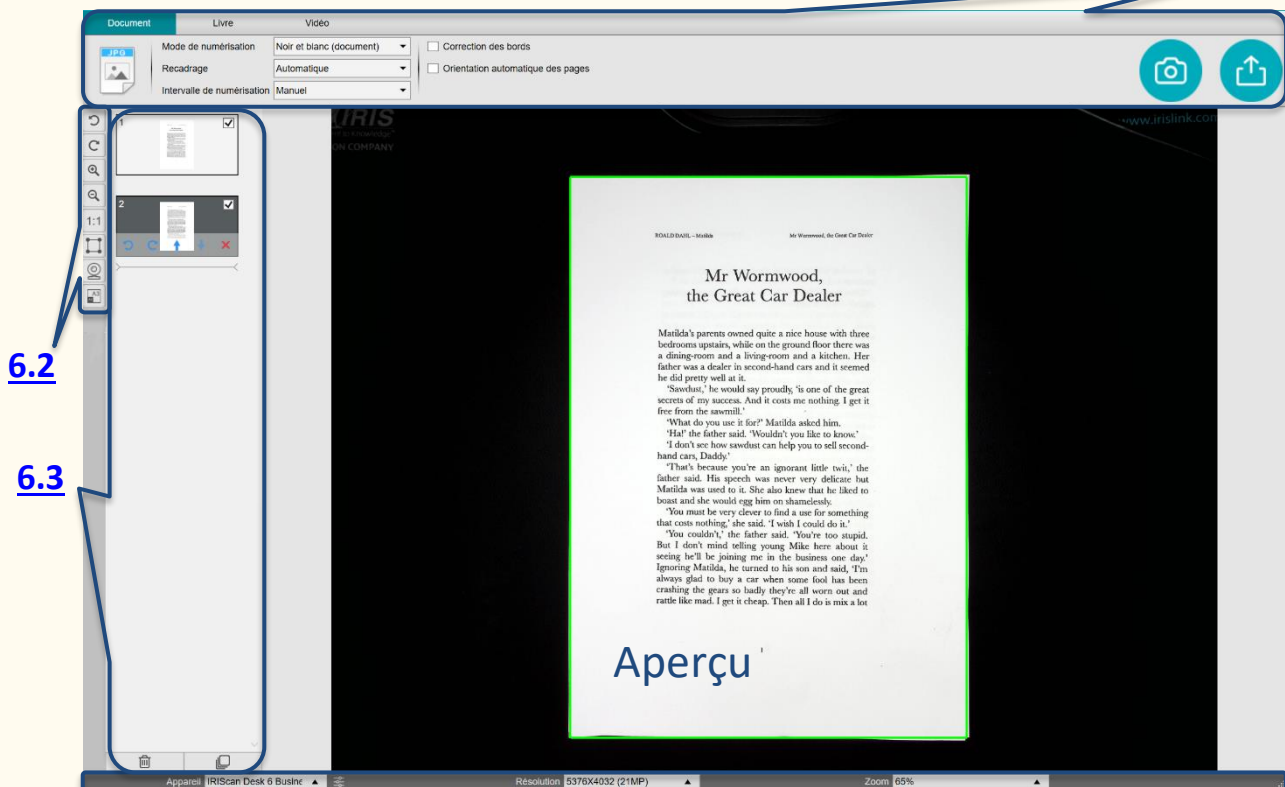 Document Livre Vidéo
Mode de numérisation Noir et blanc (document) Correction des bords
Recadrage Automatique Orientation automatique des pages
Intervalle de numérisation Manuel
JPG
1
2
1:1
A3
6.2
6.3
IRIS
ON COMPANY
www.irislink.com
ROALD DAHL – Matilda Mr Wormwood, the Great Car Dealer
Mr Wormwood,
the Great Car Dealer
Matilda's parents owned quite a nice house with three
bedrooms upstairs, while on the ground floor there was
a dining-room and a living-room and a kitchen. Her
father was a dealer in second-hand cars and it seemed
he did pretty well at it.
'Sawdust,' he would say proudly, 'is one of the great
secrets of my success. And it costs me nothing. I get it
free from the sawmill.'
'What do you use it for?' Matilda asked him.
'Ha!' the father said. 'Wouldn't you like to know.'
'I don't see how sawdust can help you to sell second-
hand cars, Daddy.'
'That's because you're an ignorant little twit,' the
father said. His speech was never very delicate but
Matilda was used to it. She also knew that he liked to
boast and she would egg him on shamelessly.
'You must be very clever to find a use for something
that costs nothing,' she said. 'I wish I could do it.'
'You couldn't,' the father said. 'You're too stupid.
But I don't mind telling young Mike here about it
seeing he'll be joining me in the business one day.'
Ignoring Matilda, he turned to his son and said, 'I'm
always glad to buy a car when some fool has been
crashing the gears so badly they're all worn out and
rattle like mad. I get it cheap. Then all I do is mix a lot
Aperçu
Appareil IRIScan Desk 6 Busine Résolution 5376X4032 (21MP) Zoom 65%